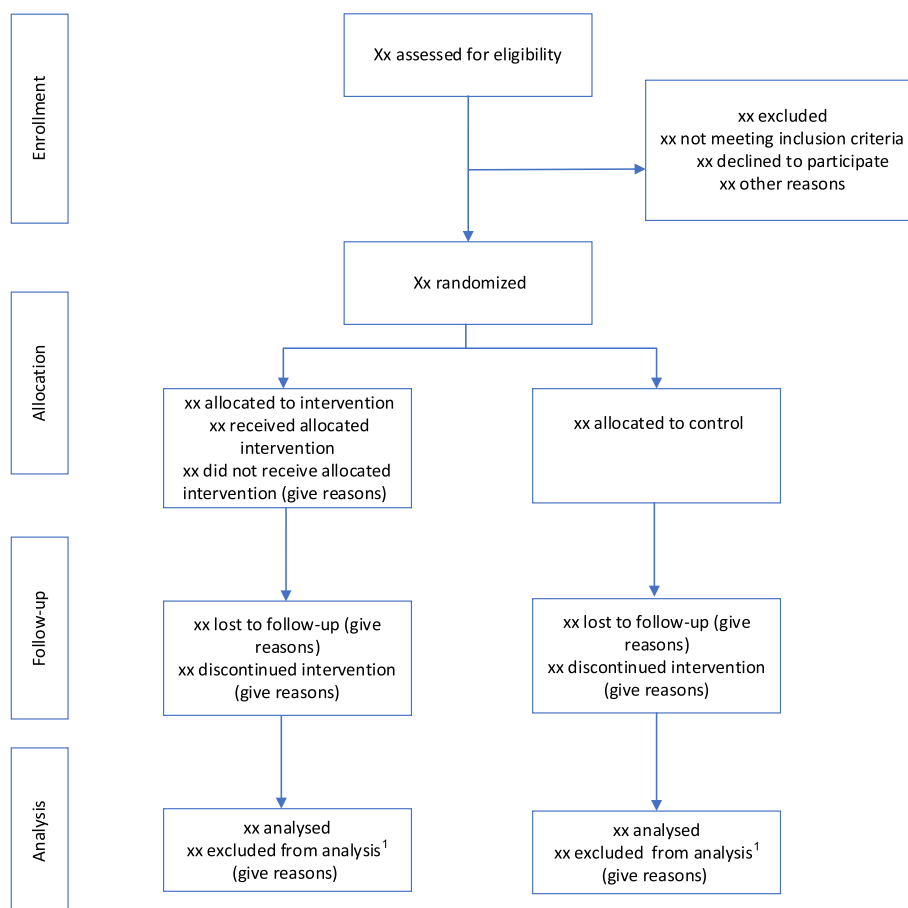 Enrollment
Xx assessed for eligibility
xx excluded
xx not meeting inclusion criteria
xx declined to participate
xx other reasons
Xx randomized
Allocation
xx allocated to intervention
xx received allocated
intervention
xx did not receive allocated
intervention (give reasons)
xx allocated to control
Follow-up
xx lost to follow-up (give
reasons)
xx discontinued intervention
(give reasons)
xx lost to follow-up (give
reasons)
xx discontinued intervention
(give reasons)
Analysis
xx analysed
xx excluded from analysis¹
(give reasons)
xx analysed
xx excluded from analysis¹
(give reasons)